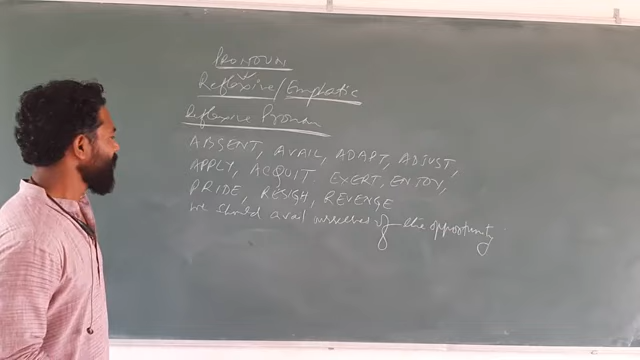 PRONOUN
Reflexive/Emphatic
Reflexive Pronoun
ABSENT, AVAIL, ADAPT, ADJUST,
APPLY, ACQUIT, EXERT, ENJOY,
PRIDE, RESIGN, REVENGE
We should avail ourselves of the opportunity